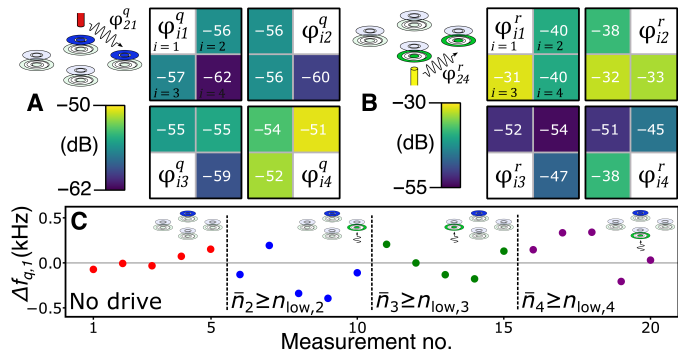 φ^q_21
φ^q_i1 −56
i = 1 i = 2
−57 −62
i = 3 i = 4
−56 φ^q_i2
−56 −60
−55 −55
φ^q_i3 −59
−54 −51
−52 φ^q_i4
A
−50
(dB)
−62
φ^r_24
φ^r_i1 −40
i = 1 i = 2
−31 −40
i = 3 i = 4
−38 φ^r_i2
−32 −33
−52 −54
φ^r_i3 −47
−51 −45
−38 φ^r_i4
B
−30
(dB)
−55
C
Δf_q,1 (kHz)
0.5
0.0
−0.5
No drive
n̄_2≥n_low,2
n̄_3≥n_low,3
n̄_4≥n_low,4
1 5 10 15 20
Measurement no.